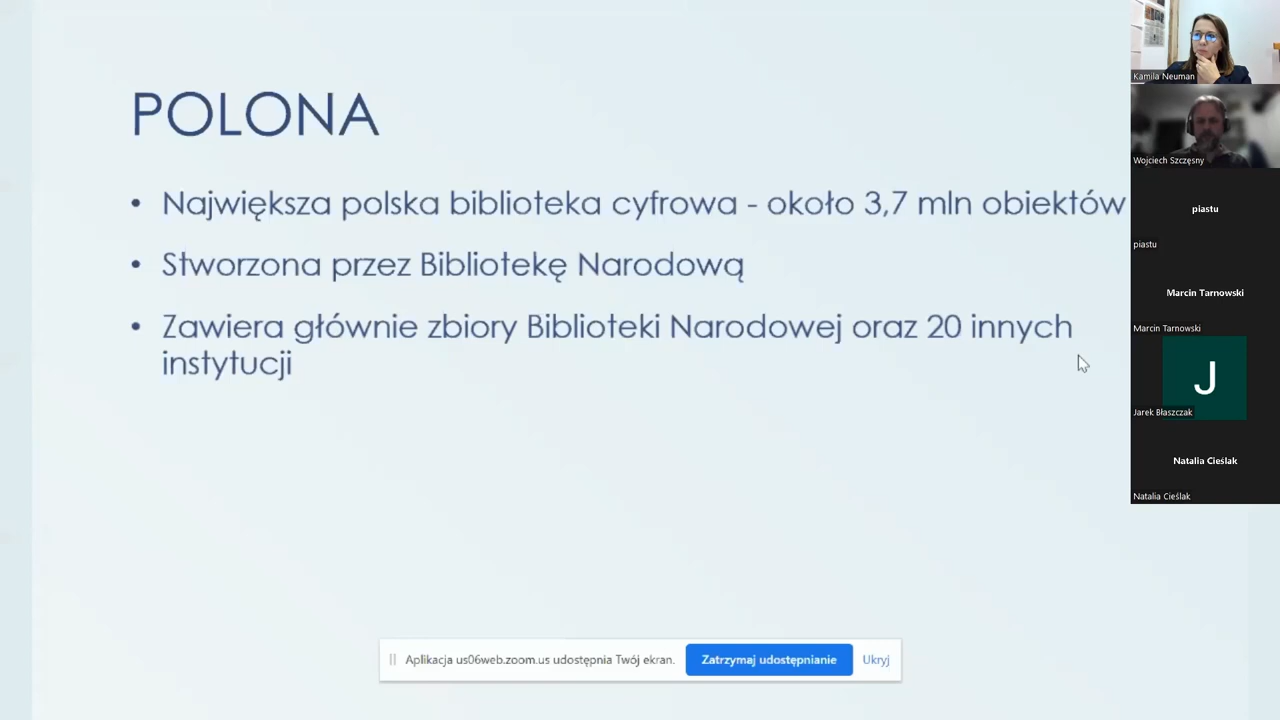 POLONA
• Największa polska biblioteka cyfrowa - około 3,7 mln obiektów
• Stworzona przez Bibliotekę Narodową
• Zawiera głównie zbiory Biblioteki Narodowej oraz 20 innych
instytucji
Kamila Neuman
Wojciech Szczęsny
piastu
piastu
Marcin Tarnowski
Marcin Tarnowski
J
Jarek Błaszczak
Natalia Cieślak
Natalia Cieślak
Aplikacja us06web.zoom.us udostępnia Twój ekran. Zatrzymaj udostępnianie Ukryj